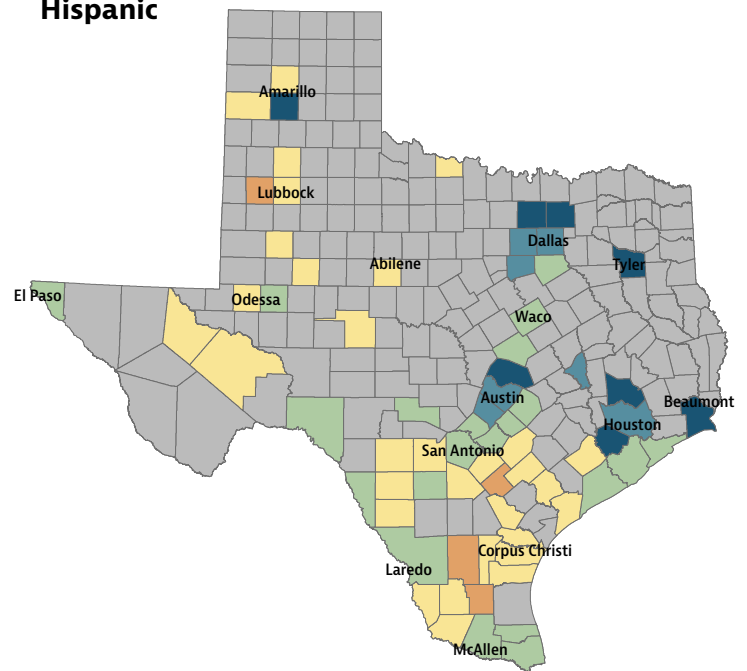 Hispanic
Amarillo
Lubbock
Dallas
Abilene
Tyler
El Paso
Odessa
Waco
Austin
Beaumont
Houston
San Antonio
Corpus Christi
Laredo
McAllen